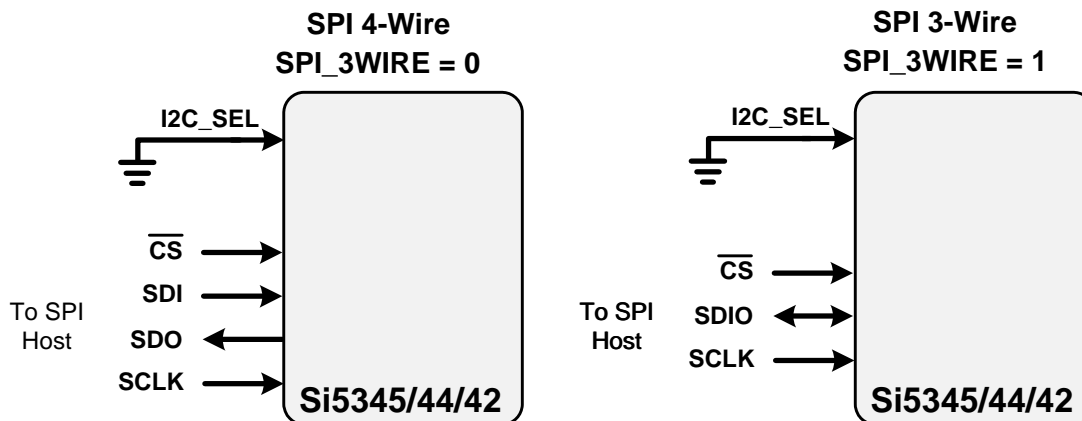 SPI 4-Wire
SPI_3WIRE = 0
I2C_SEL
CS
SDI
To SPI
Host
SDO
SCLK
Si5345/44/42
SPI 3-Wire
SPI_3WIRE = 1
I2C_SEL
CS
To SPI
Host
SDIO
SCLK
Si5345/44/42